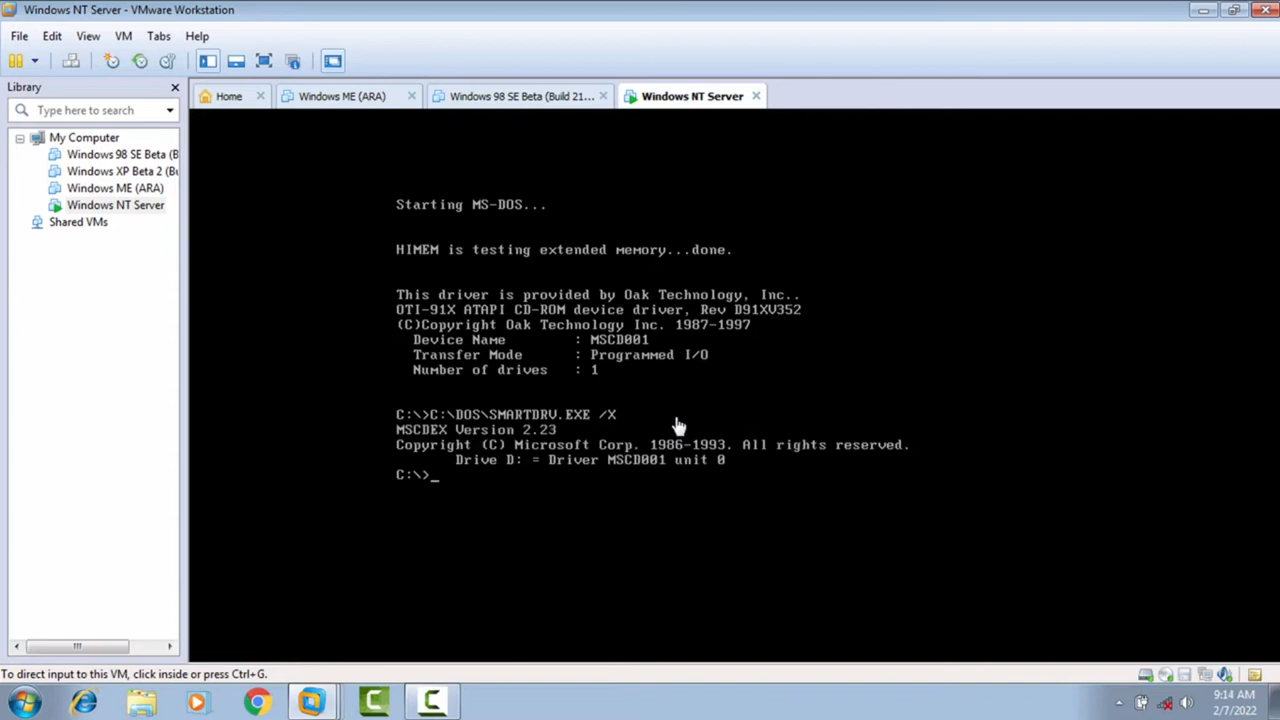 Windows NT Server - VMware Workstation
File Edit View VM Tabs Help
Library
Type here to search
My Computer
Windows 98 SE Beta (B
Windows XP Beta 2 (Bu
Windows ME (ARA)
Windows NT Server
Shared VMs
Home Windows ME (ARA) Windows 98 SE Beta (Build 21... Windows NT Server
Starting MS-DOS...
HIMEM is testing extended memory...done.
This driver is provided by Oak Technology, Inc..
OTI-91X ATAPI CD-ROM device driver, Rev D91XV352
(C)Copyright Oak Technology Inc. 1987-1997
Device Name : MSCD001
Transfer Mode : Programmed I/O
Number of drives : 1
C:\>C:\DOS\SMARTDRV.EXE /X
MSCDEX Version 2.23
Copyright (C) Microsoft Corp. 1986-1993. All rights reserved.
Drive D: = Driver MSCD001 unit 0
C:\>_
To direct input to this VM, click inside or press Ctrl+G.
9:14 AM
2/7/2022